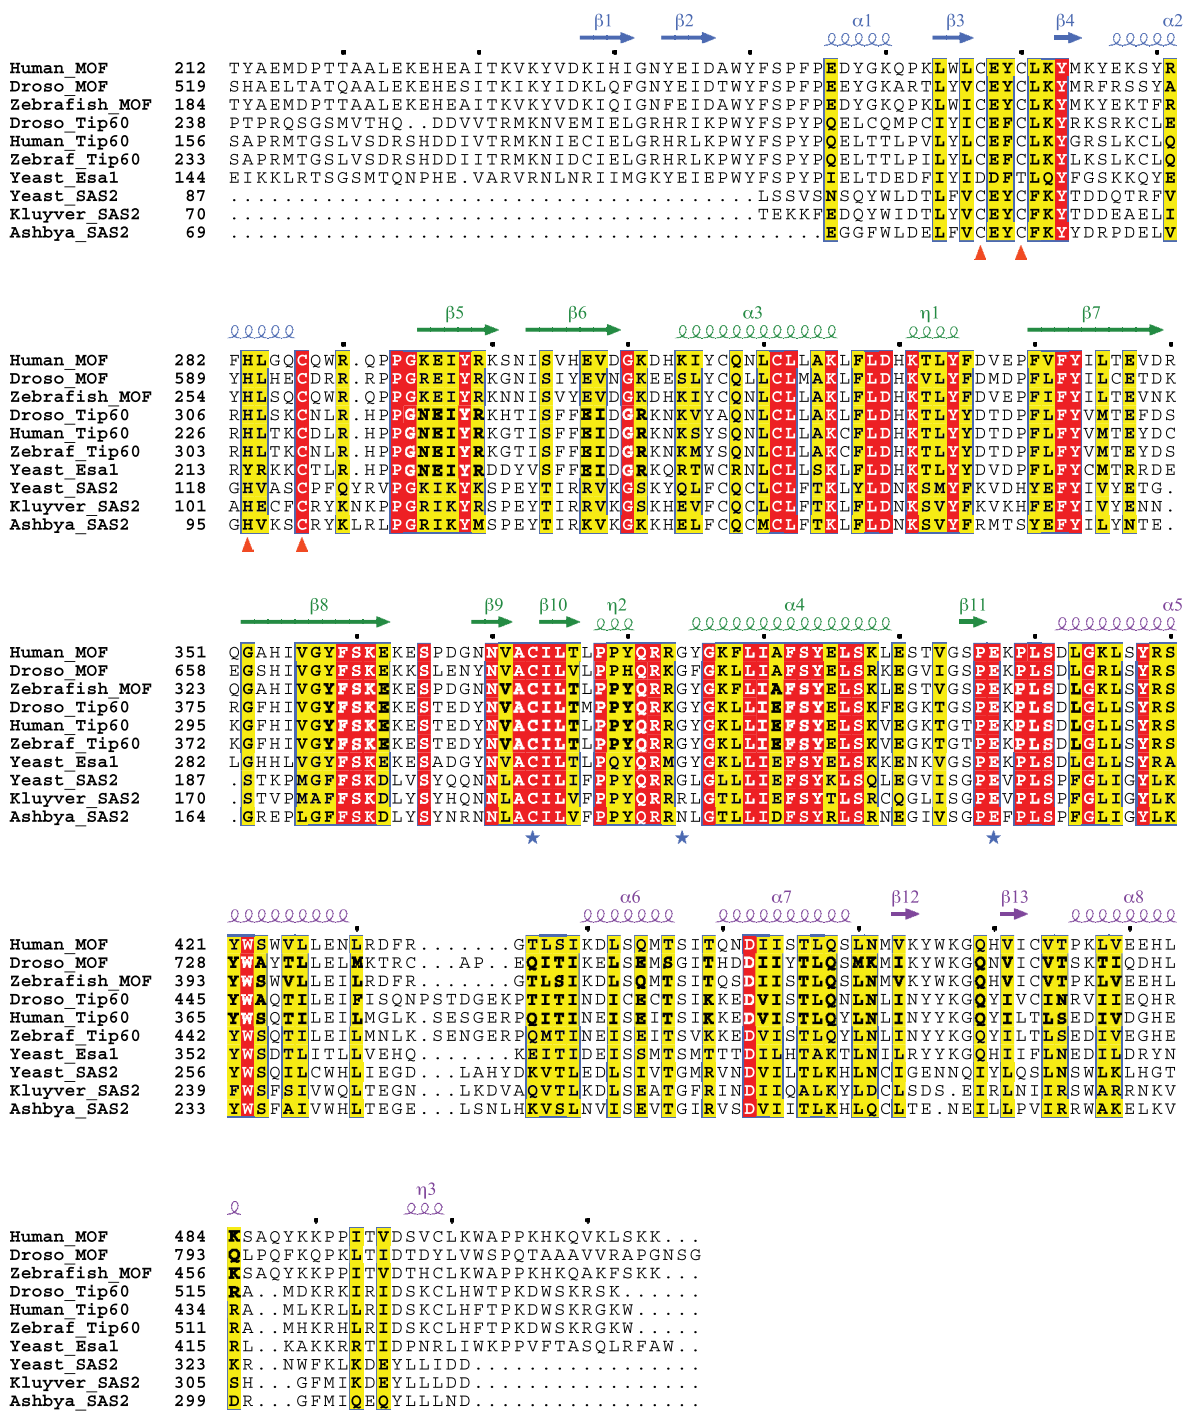 β1 β2 α1 β3 β4 α2
Human_MOF 212 TYAEMDPTTAALEKEHEAITKVKYVDKIHIGNYEIDAWYFSPFPEDYGKQPKLWLCEYCLKYMKYEKSYR
Droso_MOF 519 SHAELTATQAALEKEHESITKIKYIDKLQFGNYEIDTWYFSPFPEEYGKARTLYVCEYCLKYMRFRSSYA
Zebrafish_MOF 184 TYAEMDPTTAALEKEHEAITKVKYVDKIQIGNFEIDAWYFSPFPEDYGKQPKLWICEYCLKYMKYEKTFR
Droso_Tip60 238 PTPRQSGSMVTHQ..DDVVTRMKNVEMIELGRHRIKPWYFSPYPQELCQMPCIYICEFCLKYRKSRKCLE
Human_Tip60 156 SAPRMTGSLVSDRSHDDIVTRMKNIECIELGRHRLKPWYFSPYPQELTTLPVLYLCEFCLKYGRSLKCLQ
Zebraf_Tip60 233 SAPRMTGSLVSDRSHDDIITRMKNIDCIELGRHRLKPWYFSPYPQELTTLPILYLCEFCLKYLKSLKCLQ
Yeast_Esa1 144 EIKKLRTSGSMTQNPHE.VARVRNLNRIIMGKYEIEPWYFSPYPIELTDEDFIYIDDFTLQYFGSKKQYE
Yeast_SAS2 87 .......................................LSSVSNSQYWLDTLFVCEYCFKYTDDQTRFV
Kluyver_SAS2 70 .......................................TEKKFEDQYWIDTLYVCEYCFKYTDDEAELI
Ashbya_SAS2 69 ............................................EGGFWLDELFVCEYCFKYYDRPDELV
β5 β6 α3 η1 β7
Human_MOF 282 FHLGQCQWR.QPPGKEIYRKSNISVHEVDGKDHKIYCQNLCLLAKLFLDHKTLYFDVEPFVFYILTEVDR
Droso_MOF 589 YHLHECDRR.RPPGREIYRKGNISIYEVNGKEESLYCQLLCLMAKLFLDHKVLYFDMDPFLFYILCETDK
Zebrafish_MOF 254 YHLSQCQWR.QPPGKEIYRKNNISVYEVDGKDHKIYCQNLCLLAKLFLDHKTLYFDVEPFIFYILTEVNK
Droso_Tip60 306 RHLSKCNLR.HPPGNEIYRKHTISFFEIDGRKNKVYAQNLCLLAKLFLDHKTLYYDTDPFLFYVMTEFDS
Human_Tip60 226 RHLTKCDLR.HPPGNEIYRKGTISFFEIDGRKNKSYSQNLCLLAKCFLDHKTLYYDTDPFLFYVMTEYDC
Zebraf_Tip60 303 RHLTKCNLR.HPPGNEIYRKGTISFFEIDGRKNKMYSQNLCLLAKCFLDHKTLYYDTDPFLFYVMTEYDS
Yeast_Esa1 213 RYRKKCTLR.HPPGNEIYRDDYVSFFEIDGRKQRTWCRNLCLLSKLFLDHKTLYYDVDPFLFYCMTRRDE
Yeast_SAS2 118 GHVASCPFQYRVPGKIKYKSPEYTIRRVKGSKYQLFCQCLCLFTKLYLDNKSMYFKVDHYEFYIVYETG.
Kluyver_SAS2 101 AHECFCRYKNKPPGRIKYKSPEYTIRKVKGSKHELFCQCLCLFTKLFLDNKSVYFKVKHYEFYIVYENN.
Ashbya_SAS2 95 GHVKSCRYKLRLPGRIKYMSPEYTIRKVKGKKHELFCQCMCLFTKLFLDNKSVYFRMTSYEFYILYNTE.
β8 β9 β10 η2 α4 β11 α5
Human_MOF 351 QGAHIVGYFSKEKESPDGNNVACILTLPPYQRRGYGKFLIAFSYELSKLESTVGSPEKPLSDLGKLSYRS
Droso_MOF 658 EGSHIVGYFSKEKKSLENYNVACILVLPPHQRKGFGKLLIAFSYELSRKEGVIGSPEKPLSDLGRLSYRS
Zebrafish_MOF 323 QGAHIVGYFSKEKESPDGNNVACILTLPPYQRRGYGKFLIAFSYELSKLESTVGSPEKPLSDLGKLSYRS
Droso_Tip60 375 RGFHIVGYFSKEKESTEDYNVACILTMPPYQRKGYGKLLIEFSYELSKFEGKTGSPEKPLSDLGLLSYRS
Human_Tip60 295 KGFHIVGYFSKEKESTEDYNVACILTLPPYQRRGYGKLLIEFSYELSKVEGKTGTPEKPLSDLGLLSYRS
Zebraf_Tip60 372 KGFHIVGYFSKEKESTEDYNVACILTLPPYQRRGYGKLLIEFSYELSKVEGKTGTPEKPLSDLGLLSYRS
Yeast_Esa1 282 LGHHLVGYFSKEKESADGYNVACILTLPQYQRMGYGKLLIEFSYELSKKENKVGSPEKPLSDLGLLSYRA
Yeast_SAS2 187 .STKPMGFFSKDLVSYQQNNLACILIFPPYQRRGLGLLLIEFSYKLSQLEGVISGPEVPLSPFGLIGYLK
Kluyver_SAS2 170 .STVPMAFFSKDLYSYHQNNLACILVFPPYQRRRLGTLLIEFSYTLSRCQGLISGPEVPLSPFGLIGYLK
Ashbya_SAS2 164 .GREPLGFFSKDLYSYNRNNLACILVFPPYQRRNLGTLLIDFSYRLSRNEGIVSGPEFPLSPFGLIGYLK
α6 α7 β12 β13 α8
Human_MOF 421 YWSWVLLENLRDFR.......GTLSIKDLSQMTSITQNDIISTLQSLNMVKYWKGQHVICVTPKLVEEHL
Droso_MOF 728 YWAYTLLELMKTRC...AP..EQITIKELSEMSGITHDDIIYTLQSMKMIKYWKGQNVICVTSKTIQDHL
Zebrafish_MOF 393 YWSWVLLEILRDFR.......GTLSIKDLSQMTSITQSDIISTLQSLNMVKYWKGQHVICVTPKLVEEHL
Droso_Tip60 445 YWAQTILEIFISQNPSTDGEKPTITINDICECTSIKKEDVISTLQNLNLINYYKGQYIVCINRVIIEQHR
Human_Tip60 365 YWSQTILEILMGLK.SESGERPQITINEISEITSIKKEDVISTLQYLNLINYYKGQYILTLSEDIVDGHE
Zebraf_Tip60 442 YWSQTILEILMNLK.SENGERPQMTINEISEITSVKKEDVISTLQYLNLINYYKGQYILTLSEDIVEGHE
Yeast_Esa1 352 YWSDTLITLLVEHQ.......KEITIDEISSMTSMTTTDILHTAKTLNILRYYKGQHIIFLNEDILDRYN
Yeast_SAS2 256 YWSQILCWHLIEGD...LAHYDKVTLEDLSIVTGMRVNDVILTLKHLNCIGENNQIYLQSLNSWLKLHGT
Kluyver_SAS2 239 FWSFSIVWQLTEGN...LKDVAQVTLKDLSEATGFRINDIIQALKYLDCLSDS.EIRLNIIRSWARRNKV
Ashbya_SAS2 233 YWSFAIVWHLTEGE...LSNLHKVSLNVISEVTGIRVSDVIITLKHLQCLTE.NEILLPVIRRWAKELKV
η3
Human_MOF 484 KSAQYKKPPITVDSVCLKWAPPKHKQVKLSKK...
Droso_MOF 793 QLPQFKQPKLTIDTDYLVWSPQTAAAVVRAPGNSG
Zebrafish_MOF 456 KSAQYKKPPITVDTHCLKWAPPKHKQAKFSKK...
Droso_Tip60 515 RA..MDKRKIRIDSKCLHWTPKDWSKRSK......
Human_Tip60 434 RA..MLKRLLRIDSKCLHFTPKDWSKRGKW.....
Zebraf_Tip60 511 RA..MHKRHLRIDSKCLHFTPKDWSKRGKW.....
Yeast_Esa1 415 RL..KAKKRRTIDPNRLIWKPPVFTASQLRFAW..
Yeast_SAS2 323 KR..NWFKLKDEYLLIDD.................
Kluyver_SAS2 305 SH...GFMIKDEYLLLDD.................
Ashbya_SAS2 299 DR...GFMIQEQYLLLND.................